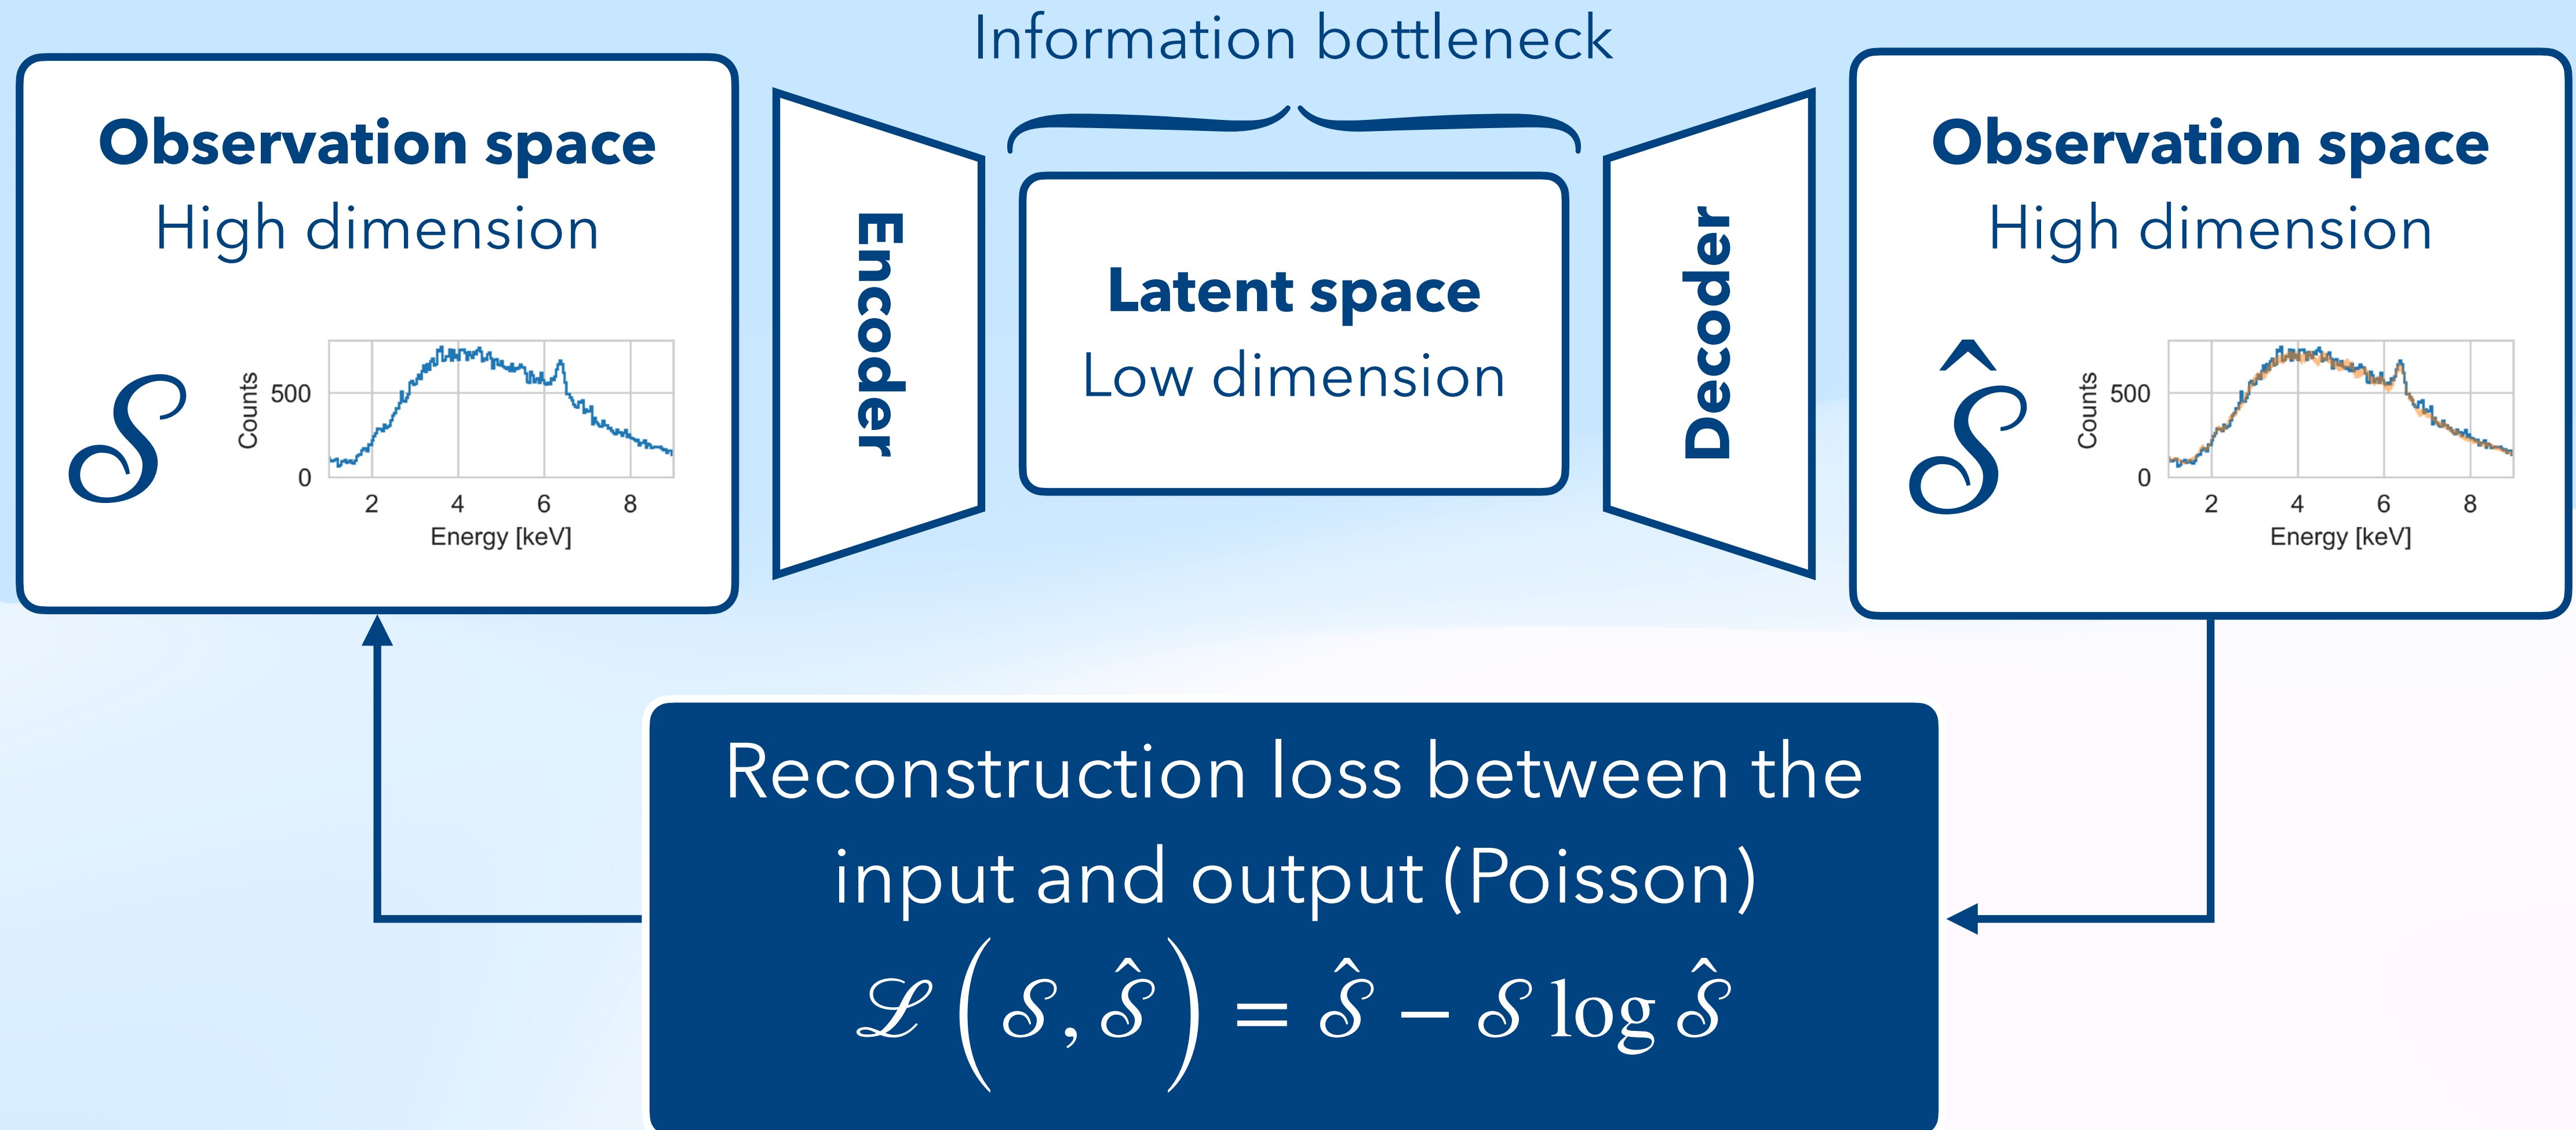 Information bottleneck
Observation space
High dimension
𝒮
Counts
500
0
2 4 6 8
Energy [keV]
Encoder
Latent space
Low dimension
Decoder
Observation space
High dimension
𝒮̂
Counts
500
0
2 4 6 8
Energy [keV]
Reconstruction loss between the
input and output (Poisson)
ℒ(𝒮, 𝒮̂) = 𝒮̂ − 𝒮 log 𝒮̂